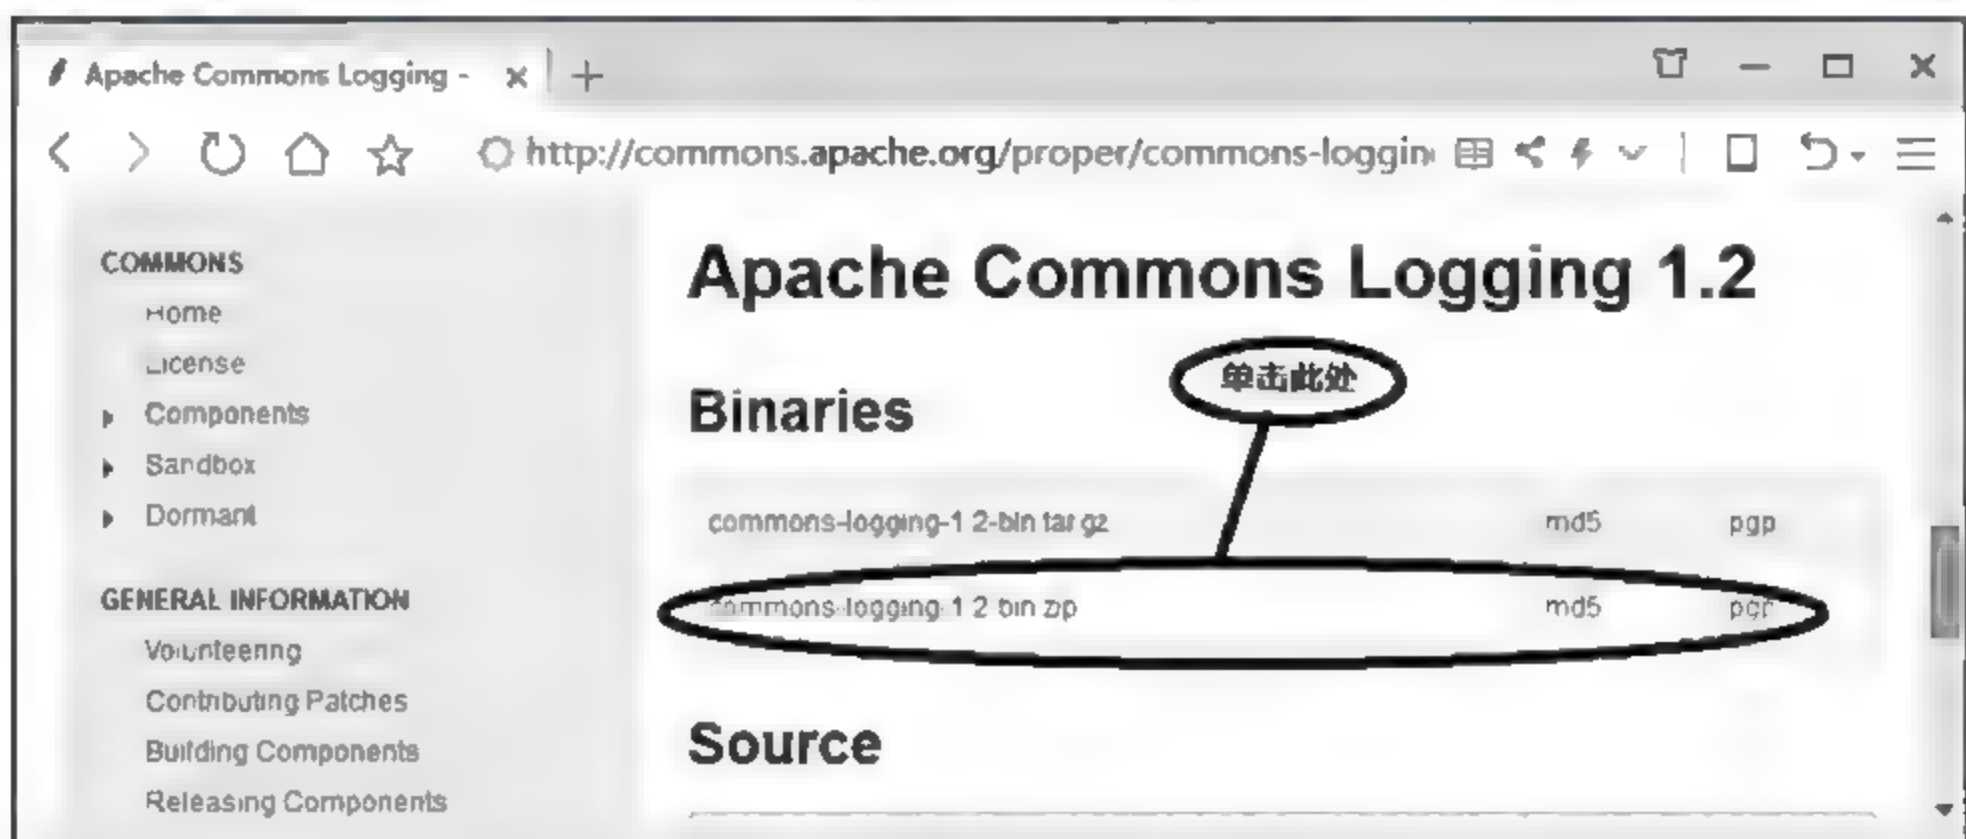 Apache Commons Logging -
http://commons.apache.org/proper/commons-loggin
COMMONS
Home
License
Components
Sandbox
Dormant
GENERAL INFORMATION
Volunteering
Contributing Patches
Building Components
Releasing Components
Apache Commons Logging 1.2
单击此处
Binaries
commons-logging-1 2-bin tar gz md5 pgp
commons-logging-1 2 bin zip md5 pgp
Source